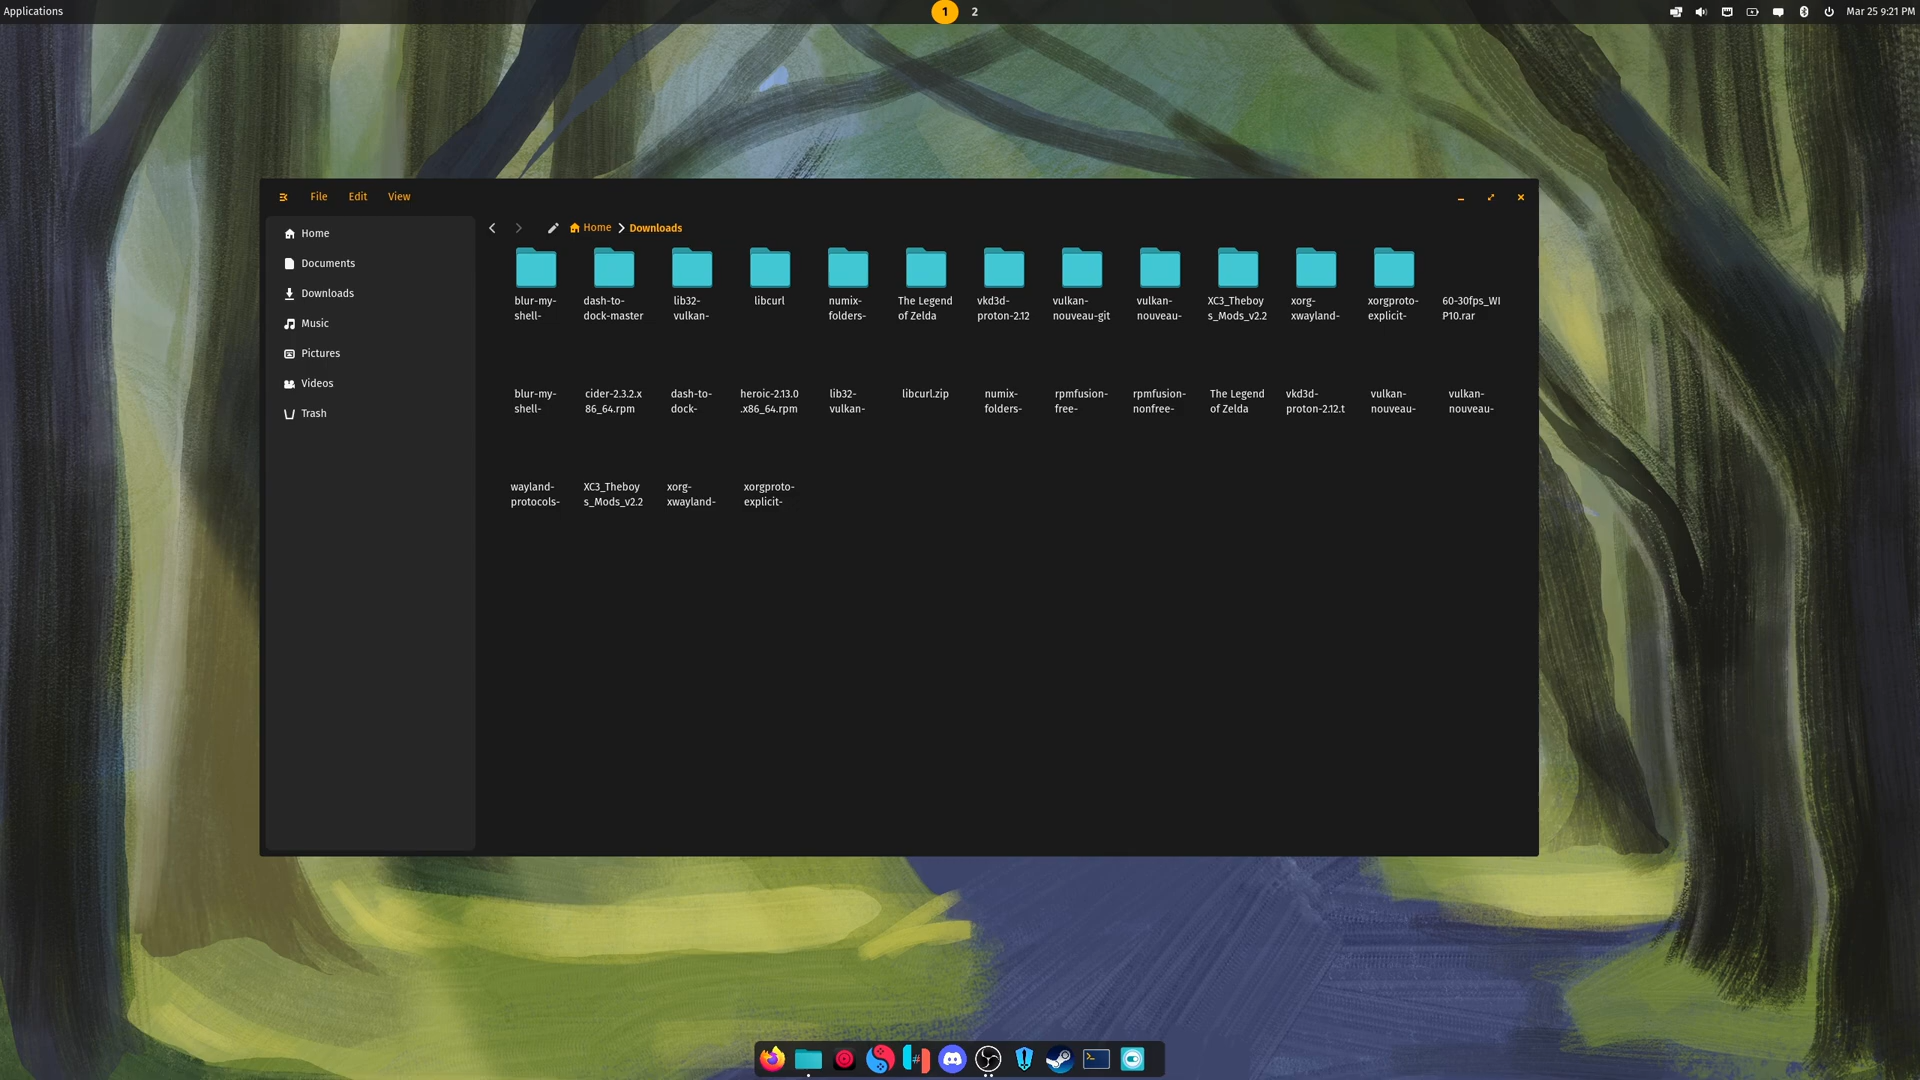 Applications
1
2
Mar 25 9:21 PM
File
Edit
View
Home
Documents
Downloads
Music
Pictures
Videos
Trash
Home
Downloads
blur-my-
shell-
dash-to-
dock-master
lib32-
vulkan-
libcurl
numix-
folders-
The Legend
of Zelda
vkd3d-
proton-2.12
vulkan-
nouveau-git
vulkan-
nouveau-
XC3_Theboy
s_Mods_v2.2
xorg-
xwayland-
xorgproto-
explicit-
60-30fps_WI
P10.rar
blur-my-
shell-
cider-2.3.2.x
86_64.rpm
dash-to-
dock-
heroic-2.13.0
.x86_64.rpm
lib32-
vulkan-
libcurl.zip
numix-
folders-
rpmfusion-
free-
rpmfusion-
nonfree-
The Legend
of Zelda
vkd3d-
proton-2.12.t
vulkan-
nouveau-
vulkan-
nouveau-
wayland-
protocols-
XC3_Theboy
s_Mods_v2.2
xorg-
xwayland-
xorgproto-
explicit-